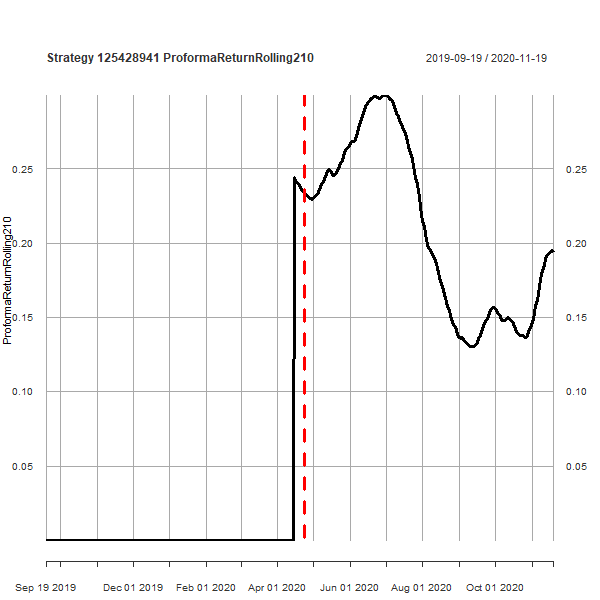 Strategy 125428941 ProformaReturnRolling210
2019-09-19 / 2020-11-19
ProformaReturnRolling210
0.25
0.20
0.15
0.10
0.05
0.25
0.20
0.15
0.10
0.05
Sep 19 2019
Dec 01 2019
Feb 01 2020
Apr 01 2020
Jun 01 2020
Aug 01 2020
Oct 01 2020